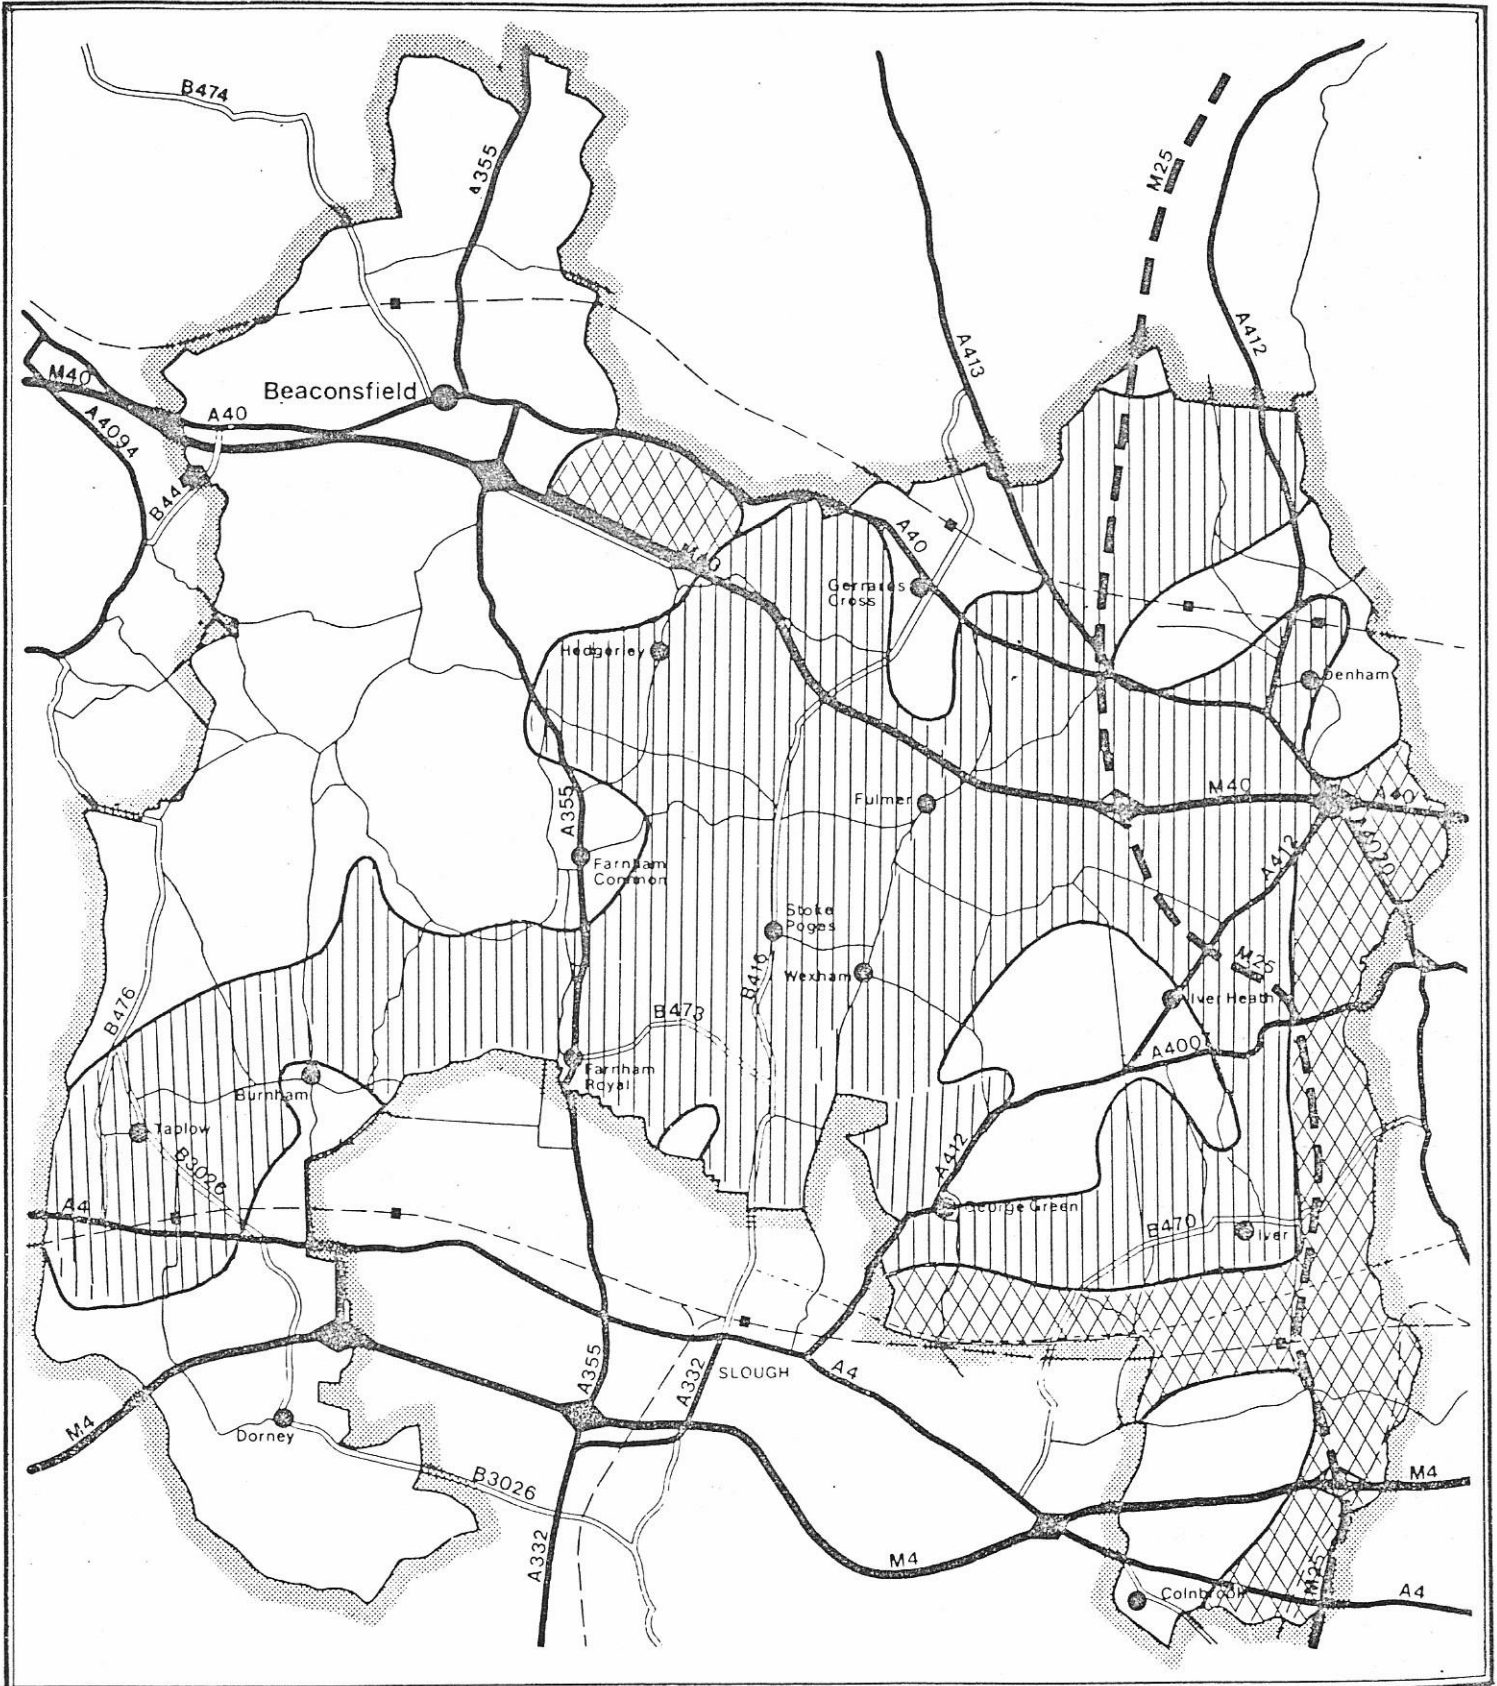 B474
A355
M25
A412
A413
M40
Beaconsfield
A40
A4094
B44
A40
Gerrards
Cross
Hedgerley
Denham
A355
Fulmer
M40
A40
A412
Farnham
Common
Stoke
Poges
B416
Wexham
M25
Iver Heath
B476
B473
A4007
Farnham
Royal
Burnham
Taplow
B3026
A412
A4
George Green
B470
Iver
A355
A332
SLOUGH
A4
M4
Dorney
B3026
M4
A332
M4
M25
Colnbrook
A4